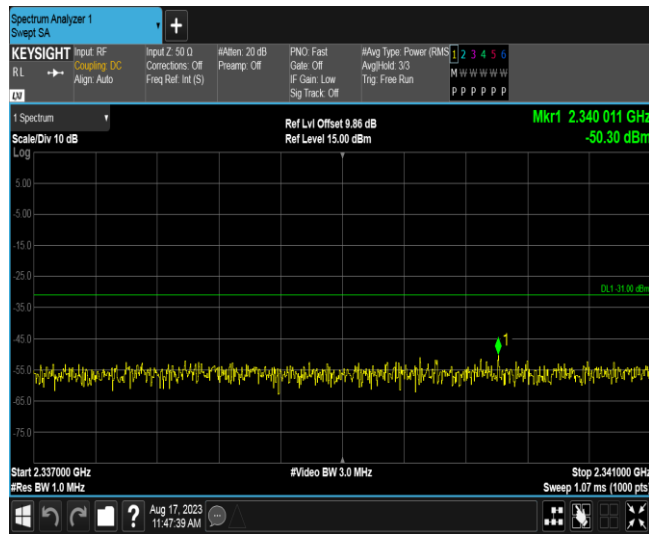 Spectrum Analyzer 1
Swept SA
+
KEYSIGHT
RL
LXI
Input: RF
Coupling: DC
Align: Auto
Input Z: 50 Ω
Corrections: Off
Freq Ref: Int (S)
#Atten: 20 dB
Preamp: Off
PNO: Fast
Gate: Off
IF Gain: Low
Sig Track: Off
#Avg Type: Power (RMS
Avg|Hold: 3/3
Trig: Free Run
1 2 3 4 5 6
M W W W W W
P P P P P P
1 Spectrum
Scale/Div 10 dB
Log
Ref Lvl Offset 9.86 dB
Ref Level 15.00 dBm
Mkr1 2.340 011 GHz
-50.30 dBm
5.00
-5.00
-15.0
-25.0
DL1 -31.00 dBm
-35.0
-45.0
1
-55.0
-65.0
-75.0
Start 2.337000 GHz
#Video BW 3.0 MHz
Stop 2.341000 GHz
#Res BW 1.0 MHz
Sweep 1.07 ms (1000 pts)
?
Aug 17, 2023
11:47:39 AM